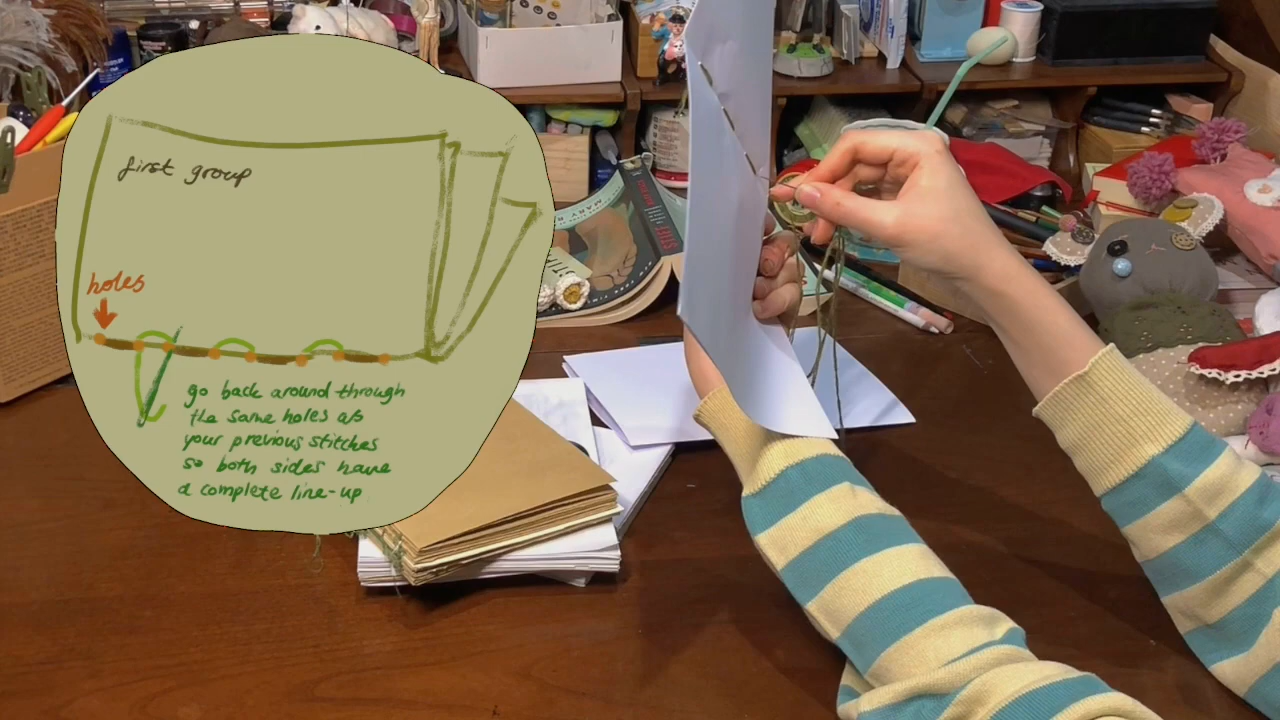 first group
holes
go back around through
the same holes as
your previous stitches
so both sides have
a complete line-up